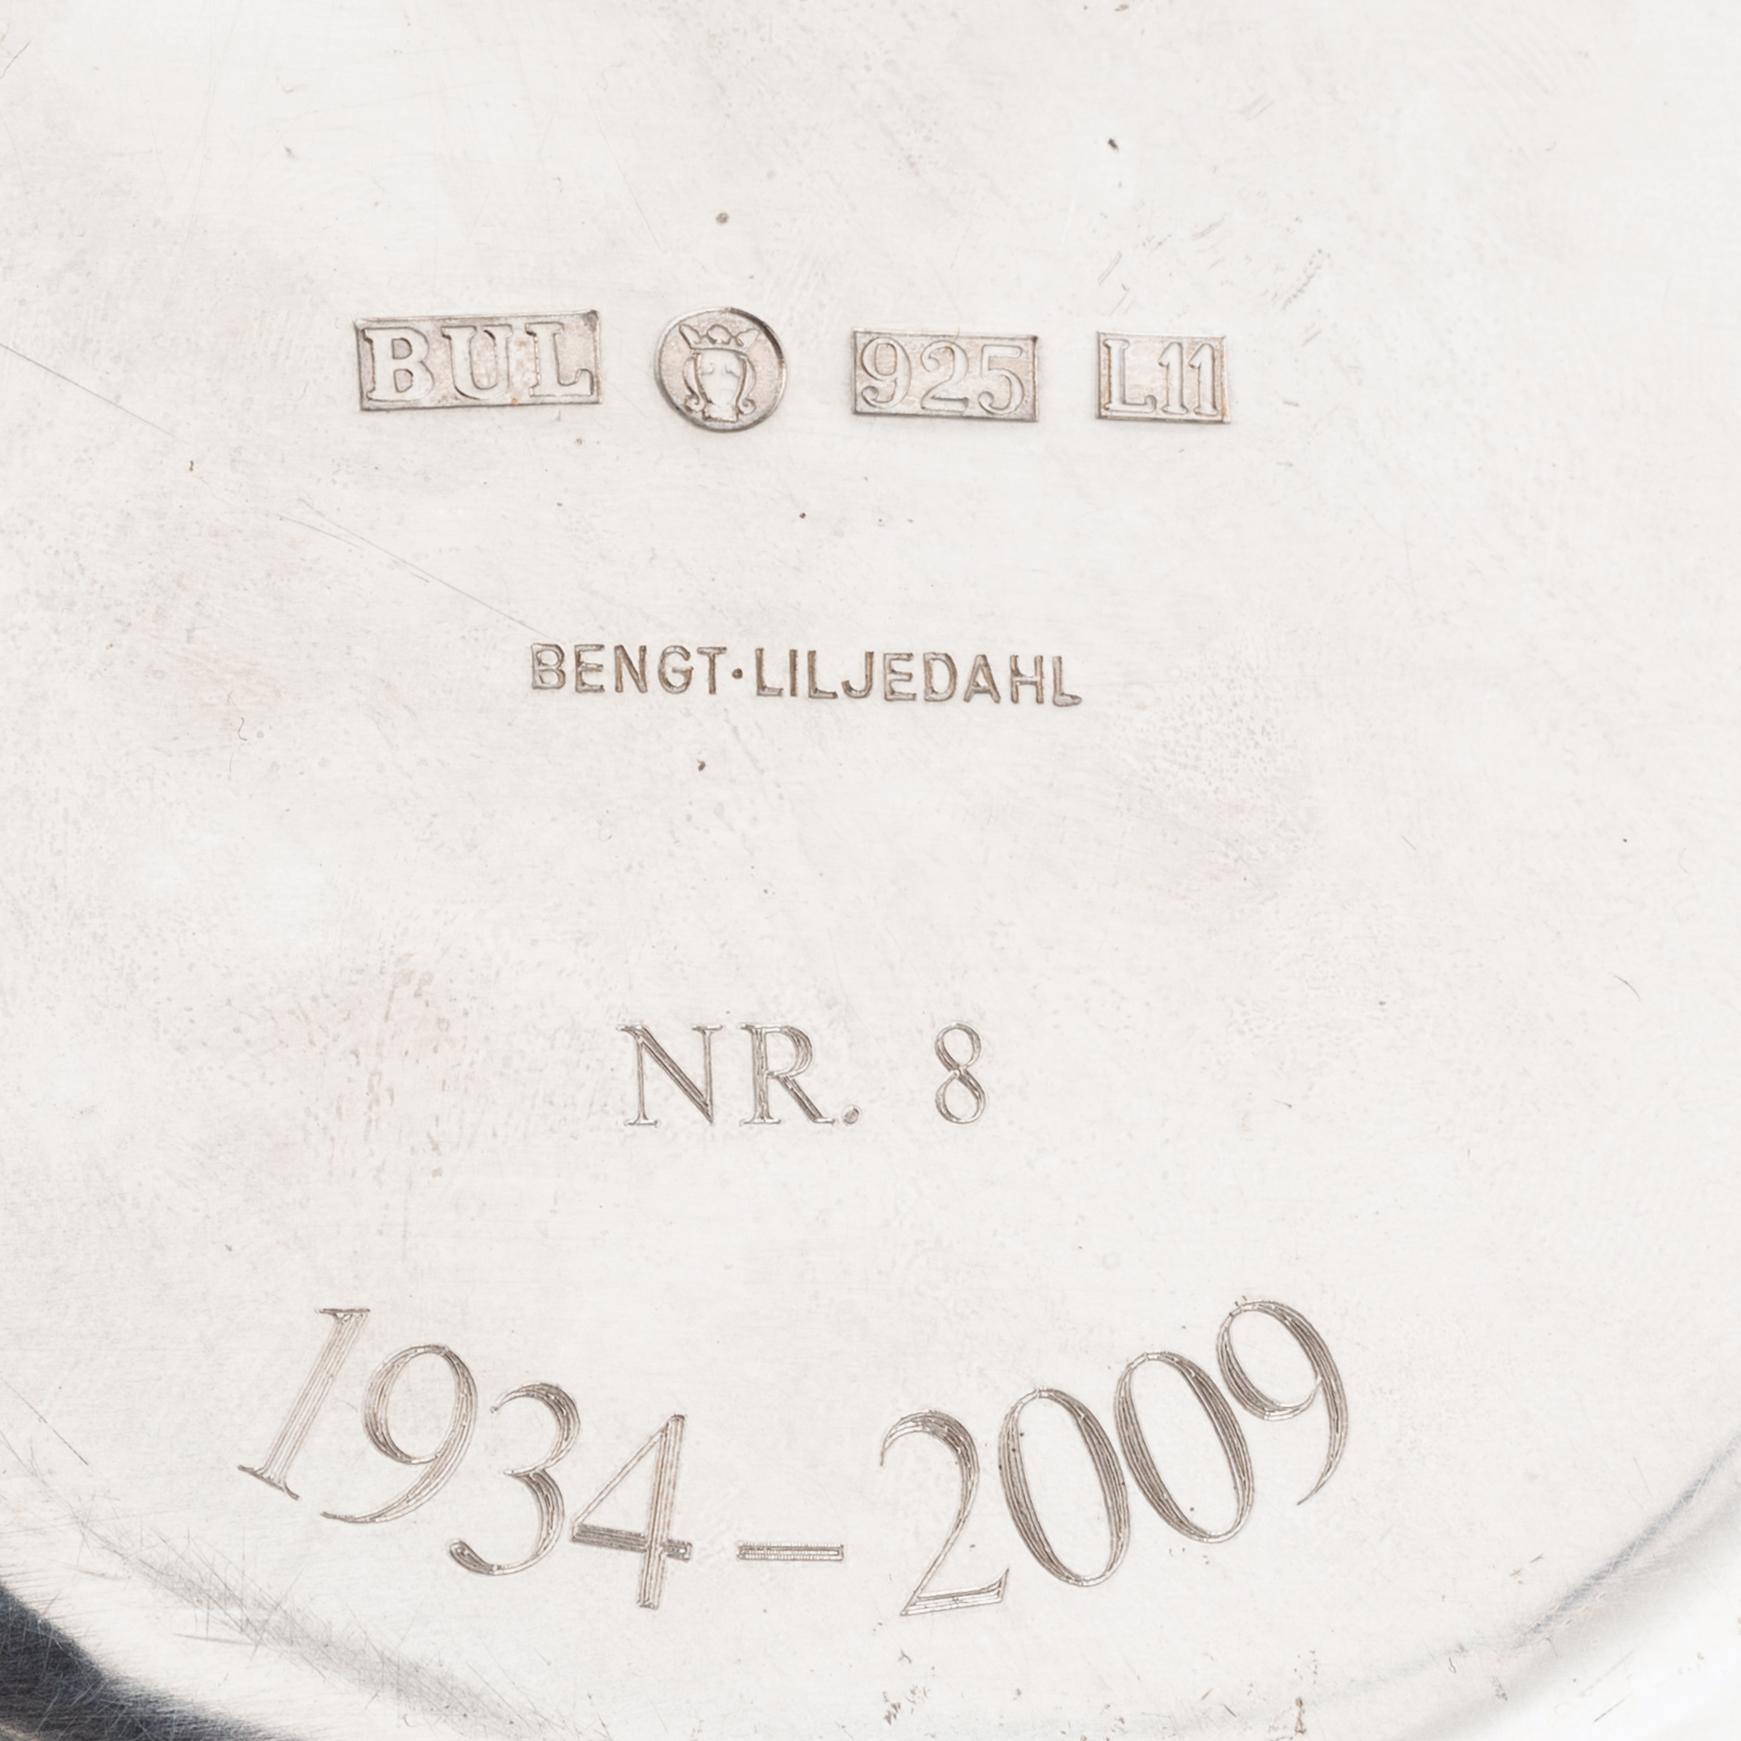 BUL 925 L11
BENGT·LILJEDAHL
NR. 8
1934–2009